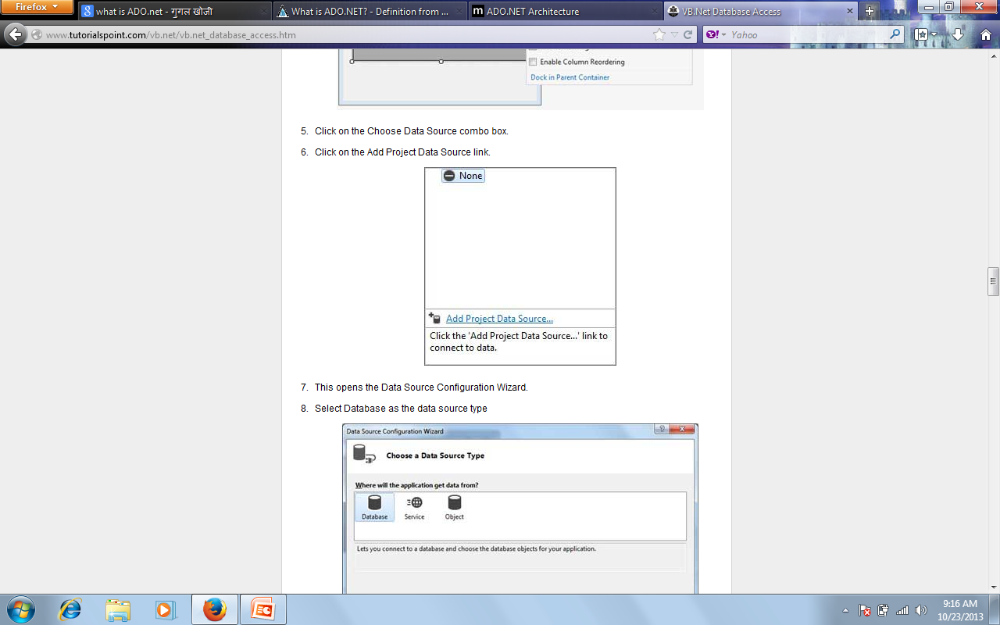 Firefox
what is ADO.net - गुगल खोजी
What is ADO.NET? - Definition from ...
ADO.NET Architecture
VB.Net Database Access
www.tutorialspoint.com/vb.net/vb.net_database_access.htm
Yahoo
Enable Column Reordering
Dock in Parent Container
5. Click on the Choose Data Source combo box.
6. Click on the Add Project Data Source link.
None
Add Project Data Source...
Click the 'Add Project Data Source...' link to
connect to data.
7. This opens the Data Source Configuration Wizard.
8. Select Database as the data source type
Data Source Configuration Wizard
Choose a Data Source Type
Where will the application get data from?
Database
Service
Object
Lets you connect to a database and choose the database objects for your application.
9:16 AM
10/23/2013